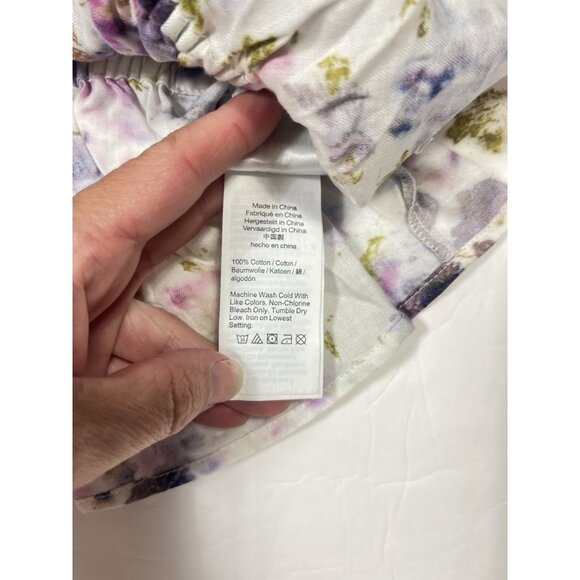 Made in China
Fabriqué en Chine
Hergestellt in China
Vervaardigd in China
中国製
hecho en china
100% Cotton / Coton /
Baumwolle / Katoen / 綿 /
algodón
Machine Wash Cold With
Like Colors. Non-Chlorine
Bleach Only. Tumble Dry
Low. Iron on Lowest
Setting.
30